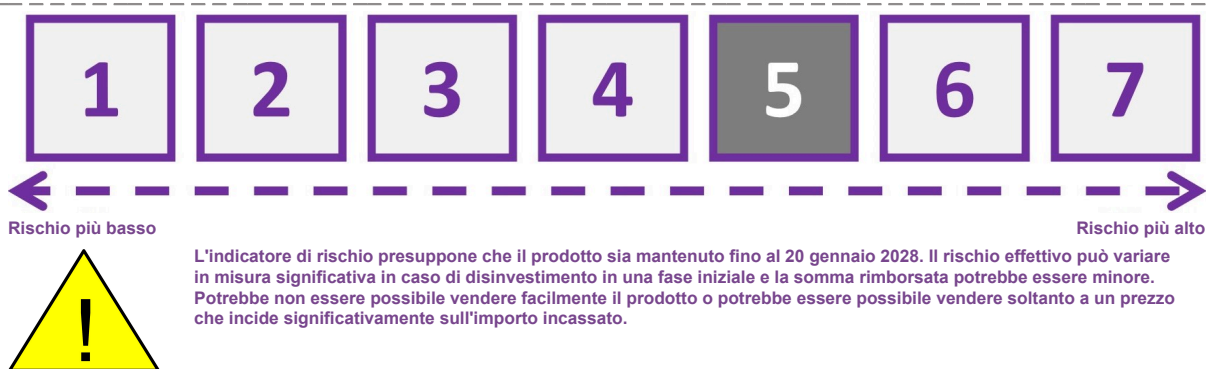 1 2 3 4 5 6 7
Rischio più basso Rischio più alto
L'indicatore di rischio presuppone che il prodotto sia mantenuto fino al 20 gennaio 2028. Il rischio effettivo può variare
in misura significativa in caso di disinvestimento in una fase iniziale e la somma rimborsata potrebbe essere minore.
Potrebbe non essere possibile vendere facilmente il prodotto o potrebbe essere possibile vendere soltanto a un prezzo
che incide significativamente sull'importo incassato.
!